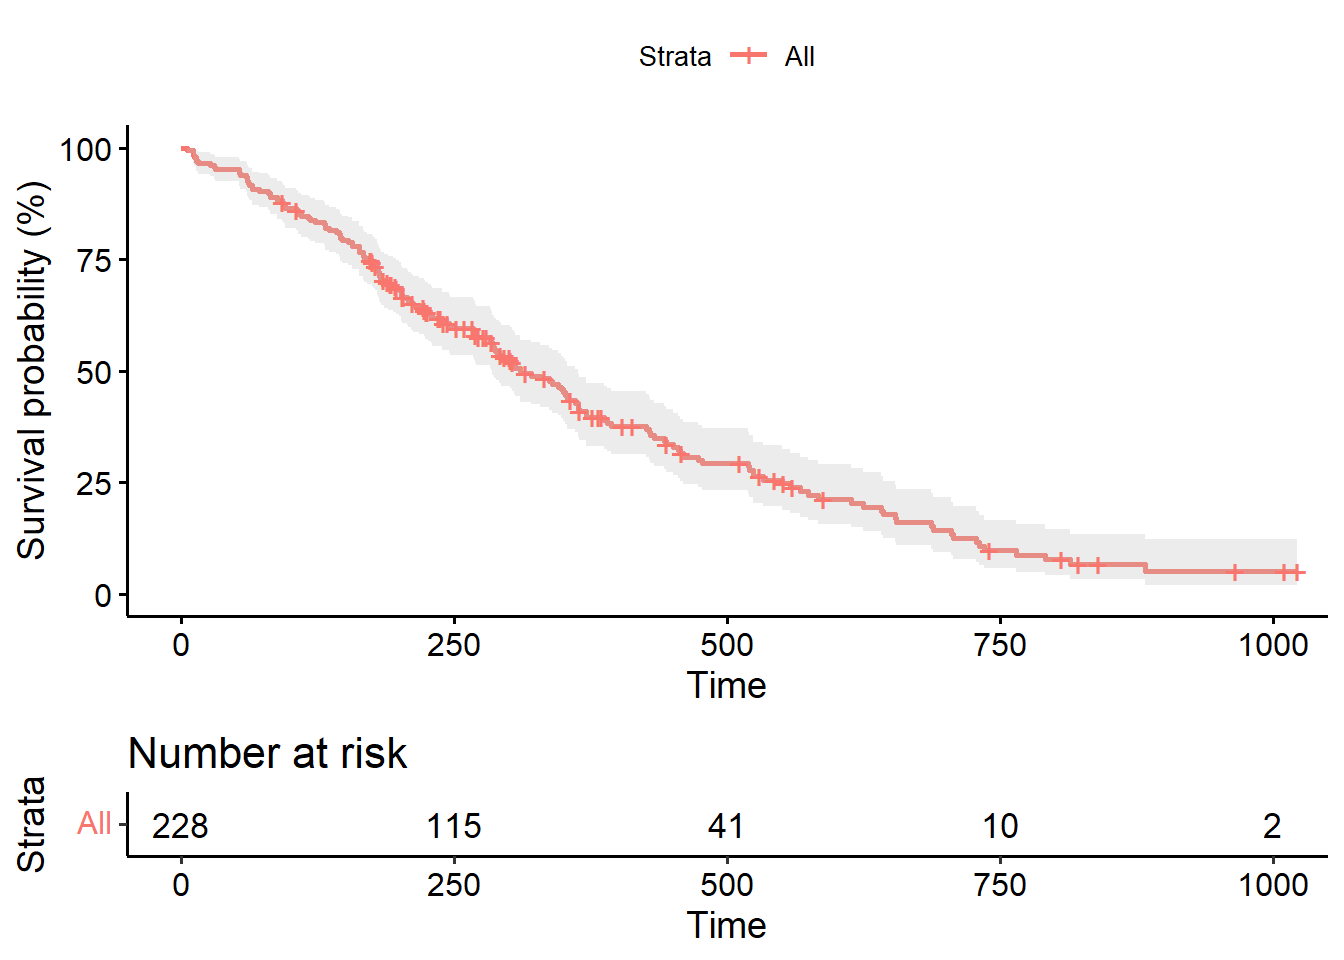 Strata All
Survival probability (%)
100
75
50
25
0
0 250 500 750 1000
Time
Number at risk
Strata
All 228 115 41 10 2
0 250 500 750 1000
Time